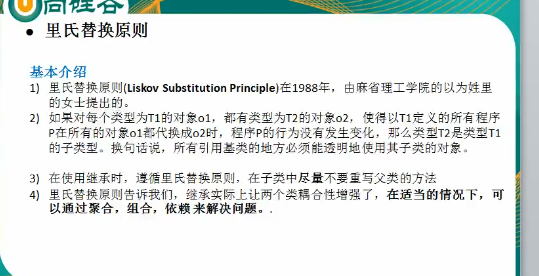 尚硅谷
● 里氏替换原则
基本介绍
1) 里氏替换原则(Liskov Substitution Principle)在1988年，由麻省理工学院的以为姓里
的女士提出的。
2) 如果对每个类型为T1的对象o1，都有类型为T2的对象o2，使得以T1定义的所有程序
P在所有的对象o1都代换成o2时，程序P的行为没有发生变化，那么类型T2是类型T1
的子类型。换句话说，所有引用基类的地方必须能透明地使用其子类的对象。
3) 在使用继承时，遵循里氏替换原则，在子类中尽量不要重写父类的方法
4) 里氏替换原则告诉我们，继承实际上让两个类耦合性增强了，在适当的情况下，可
以通过聚合，组合，依赖 来解决问题。.